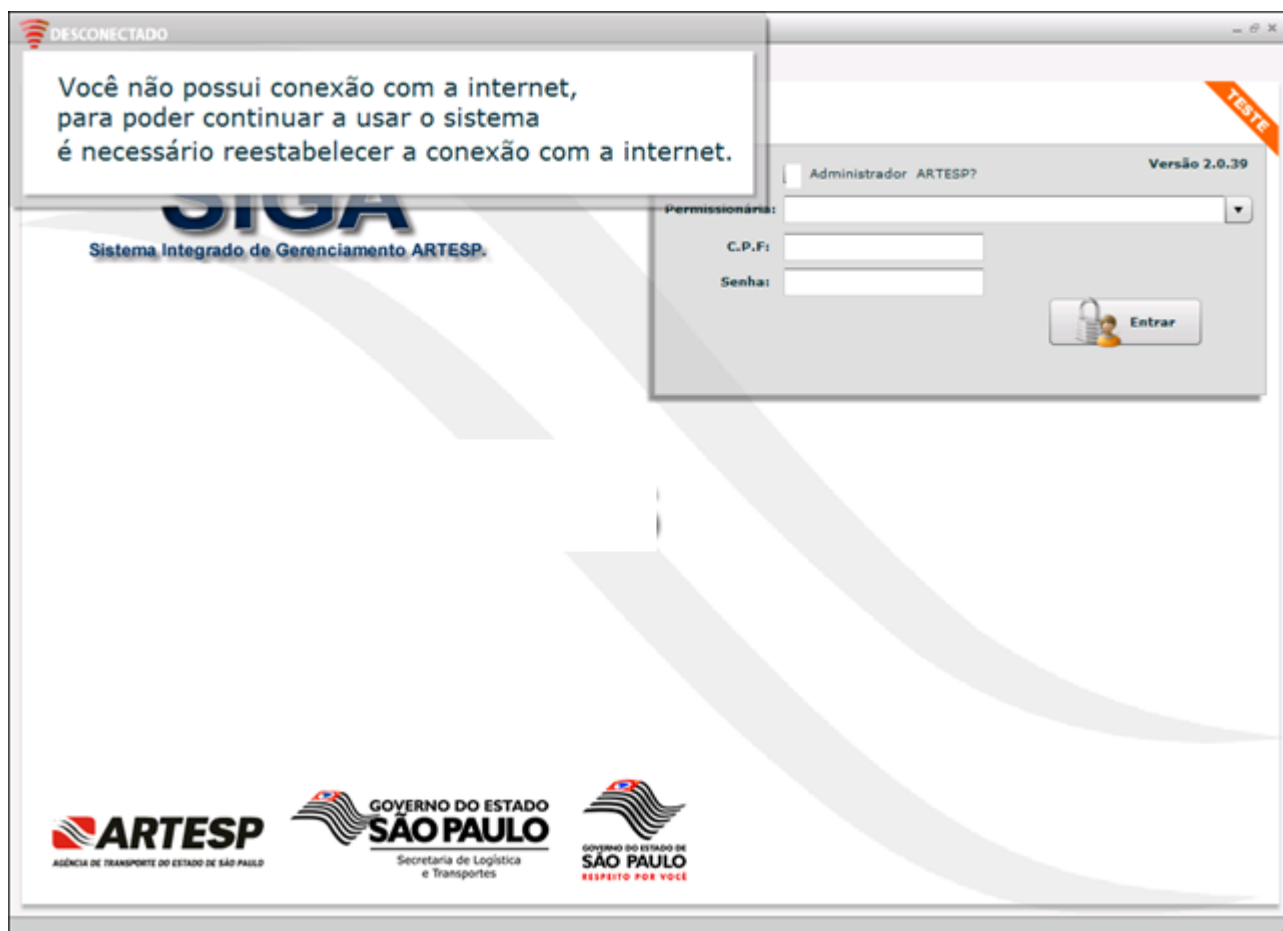 DESCONECTADO
Você não possui conexão com a internet,
para poder continuar a usar o sistema
é necessário reestabelecer a conexão com a internet.
TESTE
Versão 2.0.39
Administrador ARTESP?
Permissionária:
C.P.F:
Senha:
Entrar
SIGA
Sistema Integrado de Gerenciamento ARTESP.
ARTESP
AGÊNCIA DE TRANSPORTE DO ESTADO DE SÃO PAULO
GOVERNO DO ESTADO
SÃO PAULO
Secretaria de Logística
e Transportes
GOVERNO DO ESTADO DE
SÃO PAULO
RESPEITO POR VOCÊ